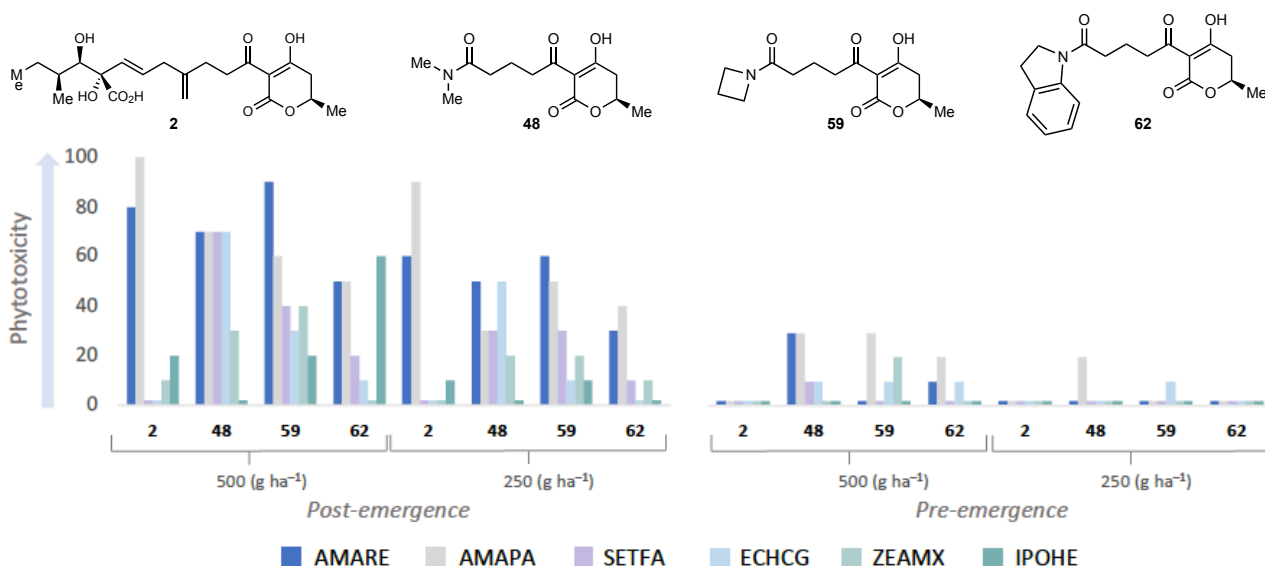 OH
O
OH
M
e
Me
HO
CO₂H
O
O
Me
2
Me
N
Me
O
O
OH
O
O
Me
48
N
O
O
OH
O
O
Me
59
N
O
O
OH
O
O
Me
62
Phytotoxicity
100
80
60
40
20
0
2 48 59 62 2 48 59 62
500 (g ha⁻¹) 250 (g ha⁻¹)
Post-emergence
2 48 59 62 2 48 59 62
500 (g ha⁻¹) 250 (g ha⁻¹)
Pre-emergence
AMARE AMAPA SETFA ECHCG ZEAMX IPOHE